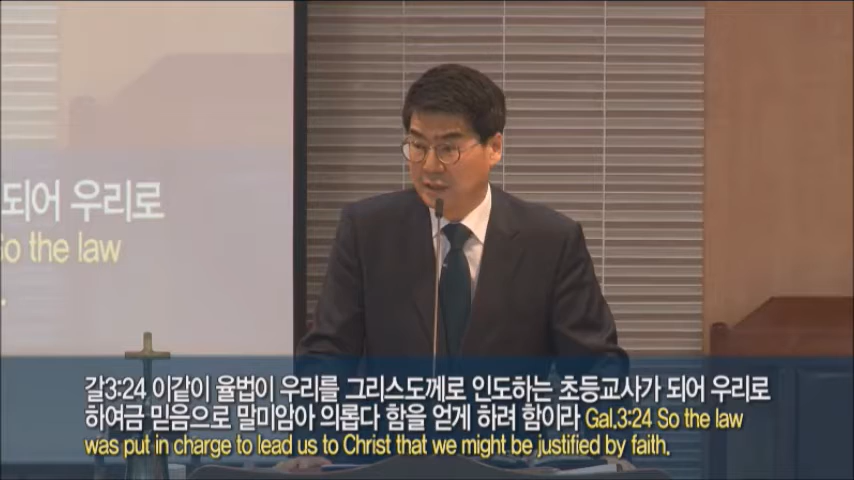 되어 우리로
So the law
.
갈3:24 이같이 율법이 우리를 그리스도께로 인도하는 초등교사가 되어 우리로
하여금 믿음으로 말미암아 의롭다 함을 얻게 하려 함이라 Gal.3:24 So the law
was put in charge to lead us to Christ that we might be justified by faith.